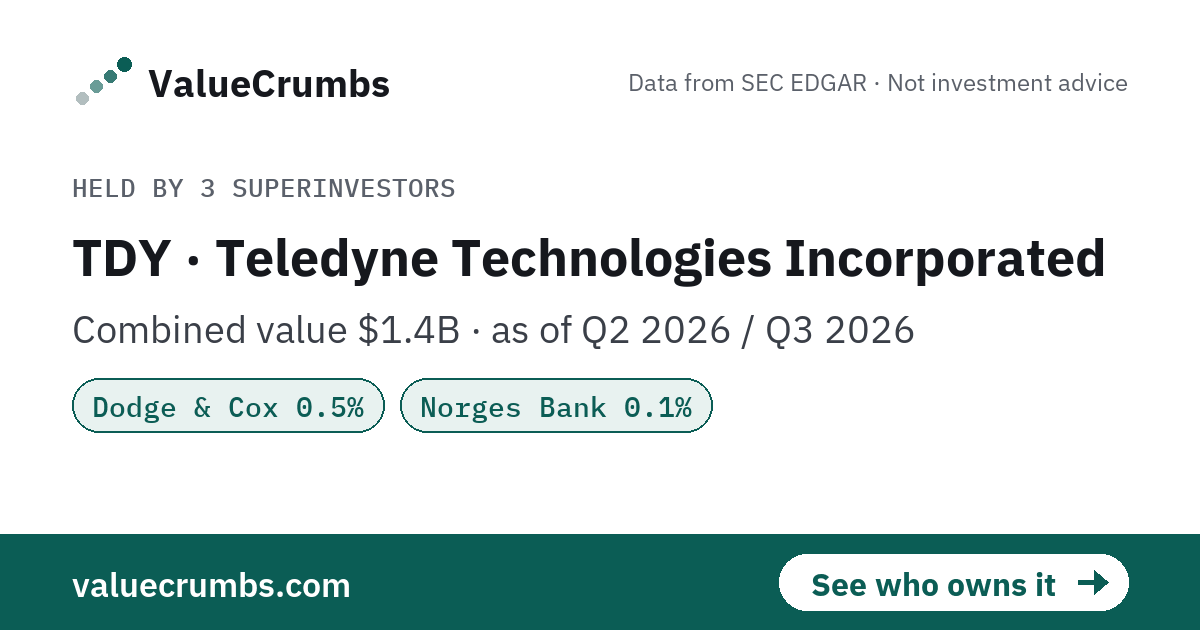 ValueCrumbs
Data from SEC EDGAR · Not investment advice
HELD BY 3 SUPERINVESTORS
TDY · Teledyne Technologies Incorporated
Combined value $1.4B · as of Q2 2026 / Q3 2026
Dodge & Cox 0.5%
Norges Bank 0.1%
valuecrumbs.com
See who owns it →